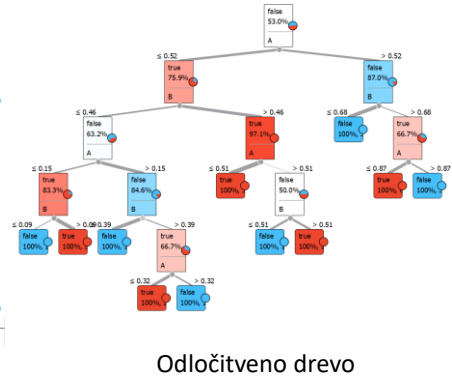 false
53.0%
A
≤ 0.52
> 0.52
true
75.9%
B
false
87.0%
B
≤ 0.46
> 0.46
≤ 0.68
> 0.68
false
63.2%
A
true
97.1%
A
false
100%,
true
66.7%
A
≤ 0.15
> 0.15
≤ 0.51
> 0.51
≤ 0.87
> 0.87
true
83.3%
B
false
84.6%
B
true
100%,
false
50.0%
B
true
100%,
false
100%,
≤ 0.09
> 0.09
0.39
> 0.39
≤ 0.51
> 0.51
false
100%,
true
100%,
false
100%,
true
66.7%
A
false
100%,
true
100%,
≤ 0.32
> 0.32
true
100%,
false
100%,
Odločitveno drevo